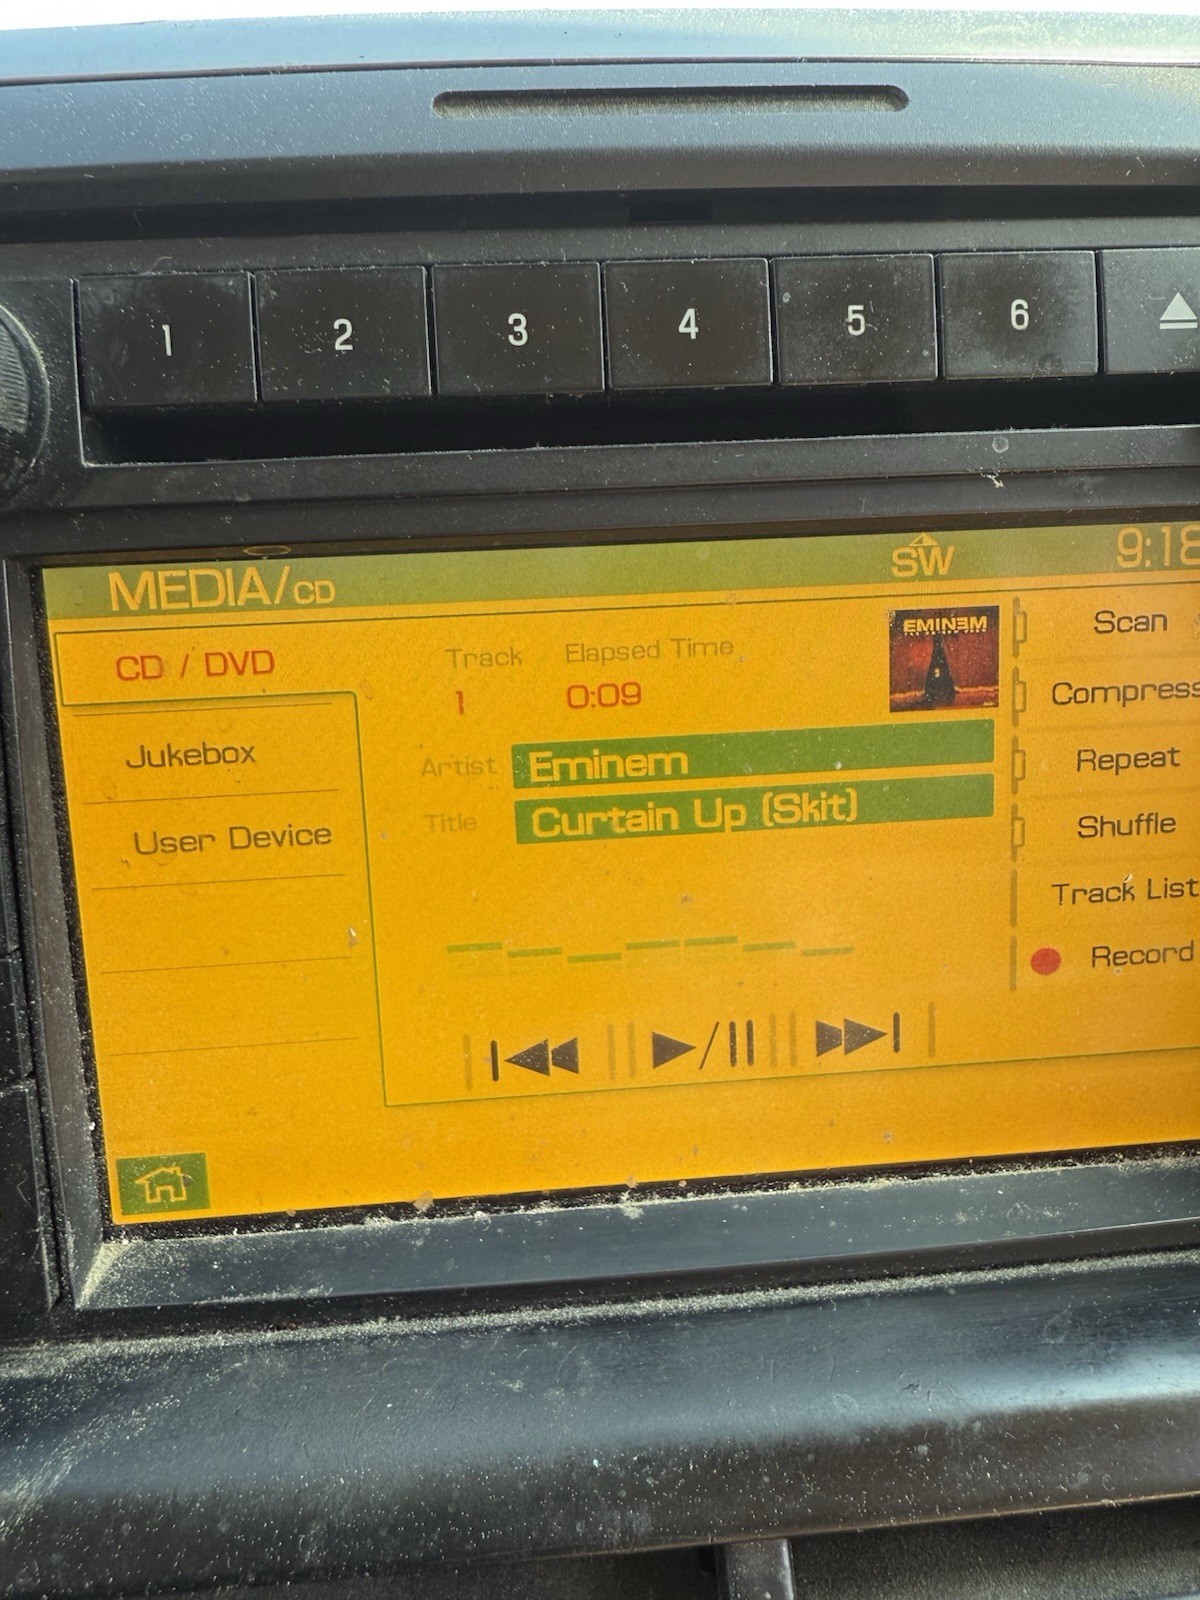 1 2 3 4 5 6
MEDIA/CD SW 9:18
CD / DVD
Jukebox
User Device
Track Elapsed Time
1 0:09
EMINEM
Artist Eminem
Title Curtain Up (Skit)
Scan
Compress
Repeat
Shuffle
Track List
Record